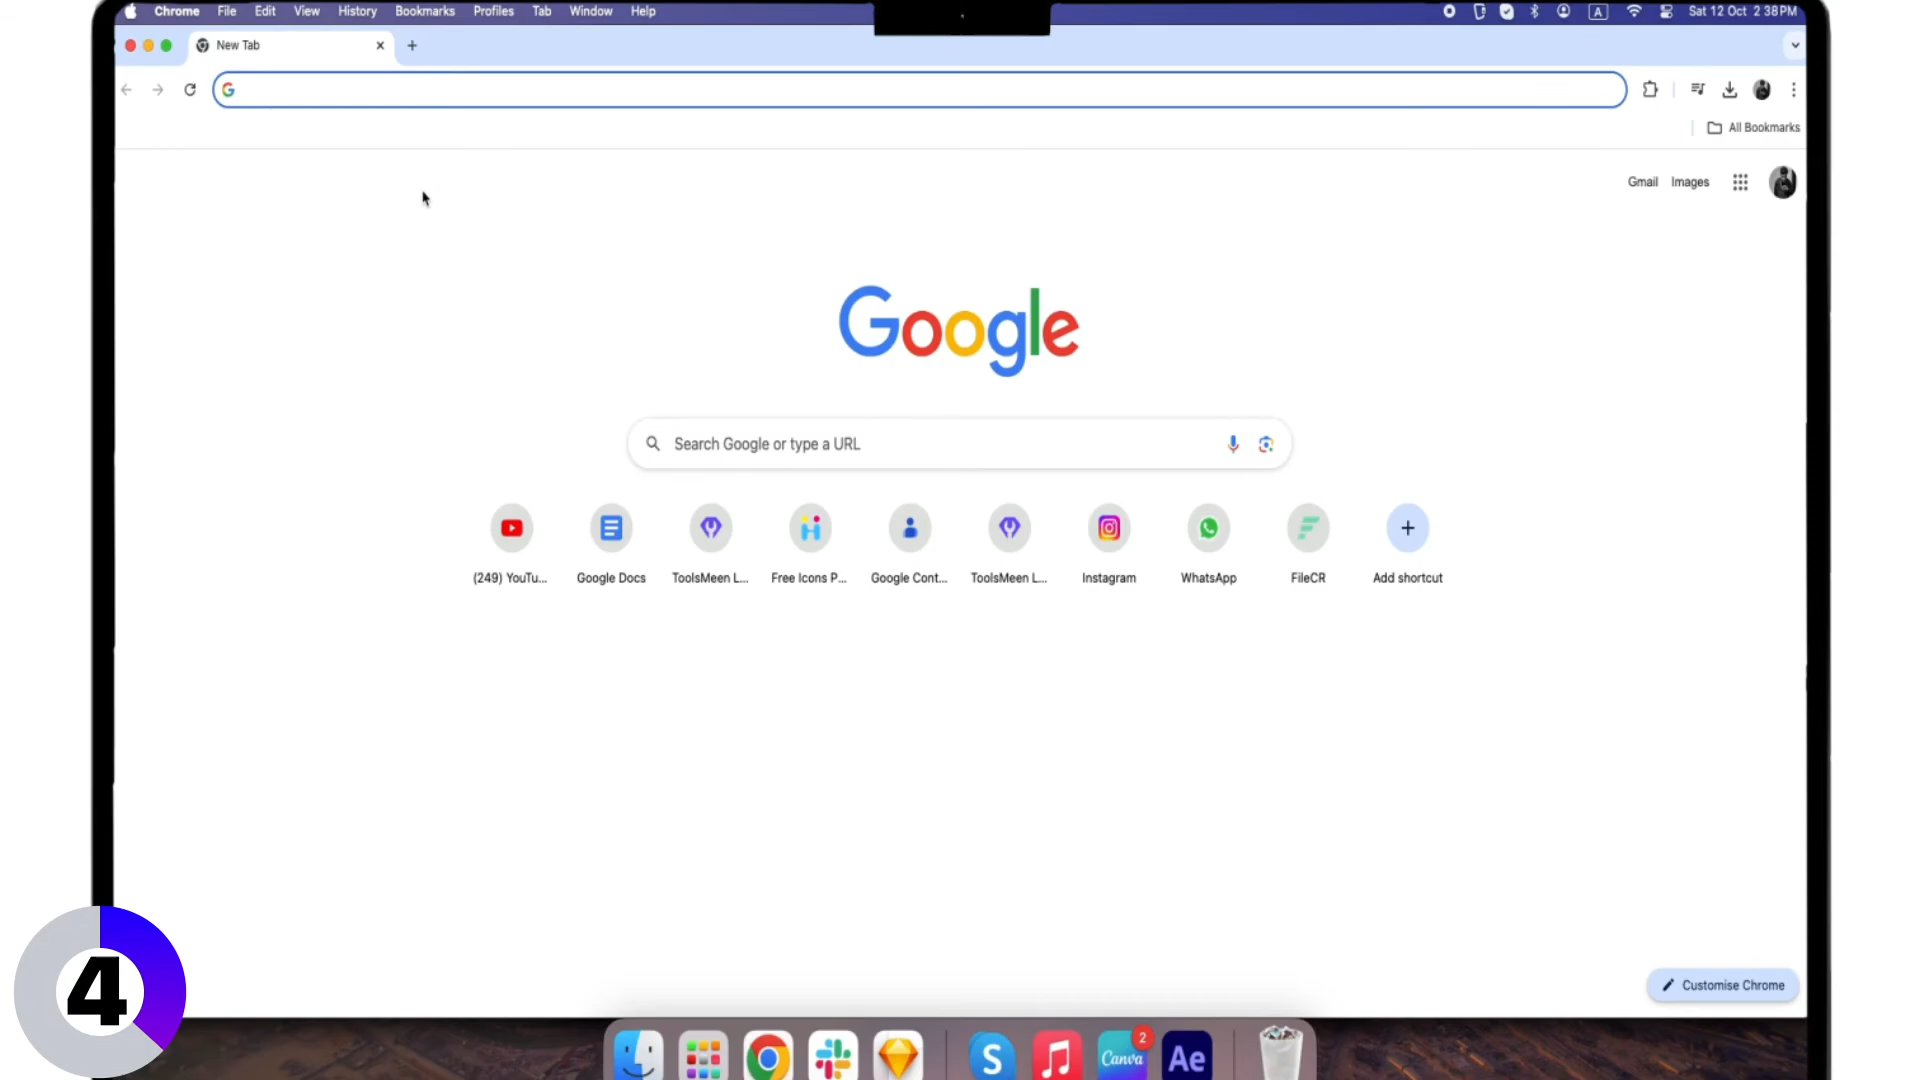 Chrome File Edit View History Bookmarks Profiles Tab Window Help
A
Sat 12 Oct 2:38PM
New Tab
All Bookmarks
Gmail Images
Google
Search Google or type a URL
(249) YouTu... Google Docs ToolsMeen L... Free Icons P... Google Cont... ToolsMeen L... Instagram WhatsApp FileCR Add shortcut
Customise Chrome
4
S
Canva
2
Ae